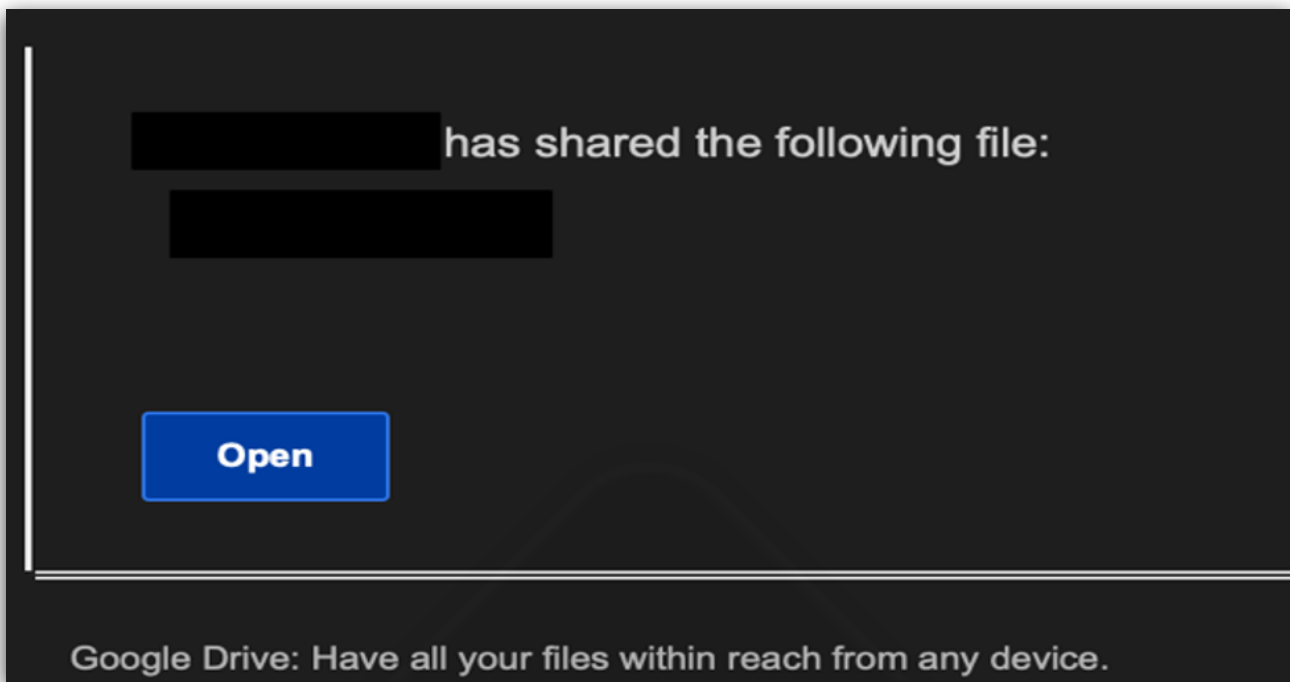 has shared the following file:
Open
Google Drive: Have all your files within reach from any device.